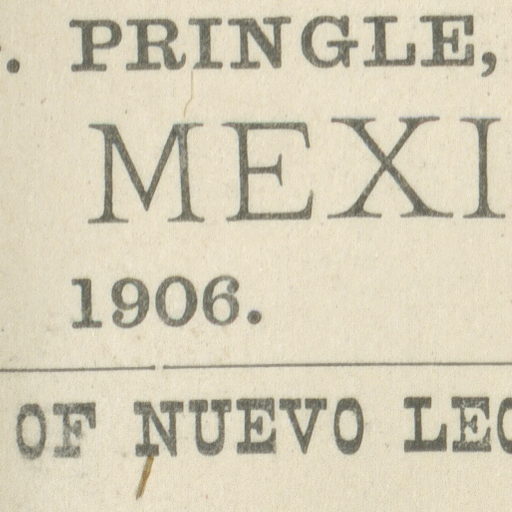 . PRINGLE,
MEXI
1906.
OF NUEVO LEO